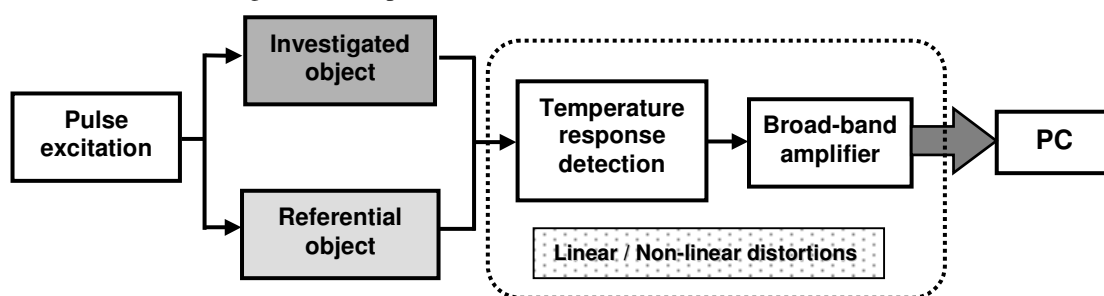 Pulse
excitation
Investigated
object
Referential
object
Temperature
response
detection
Broad-band
amplifier
PC
Linear / Non-linear distortions